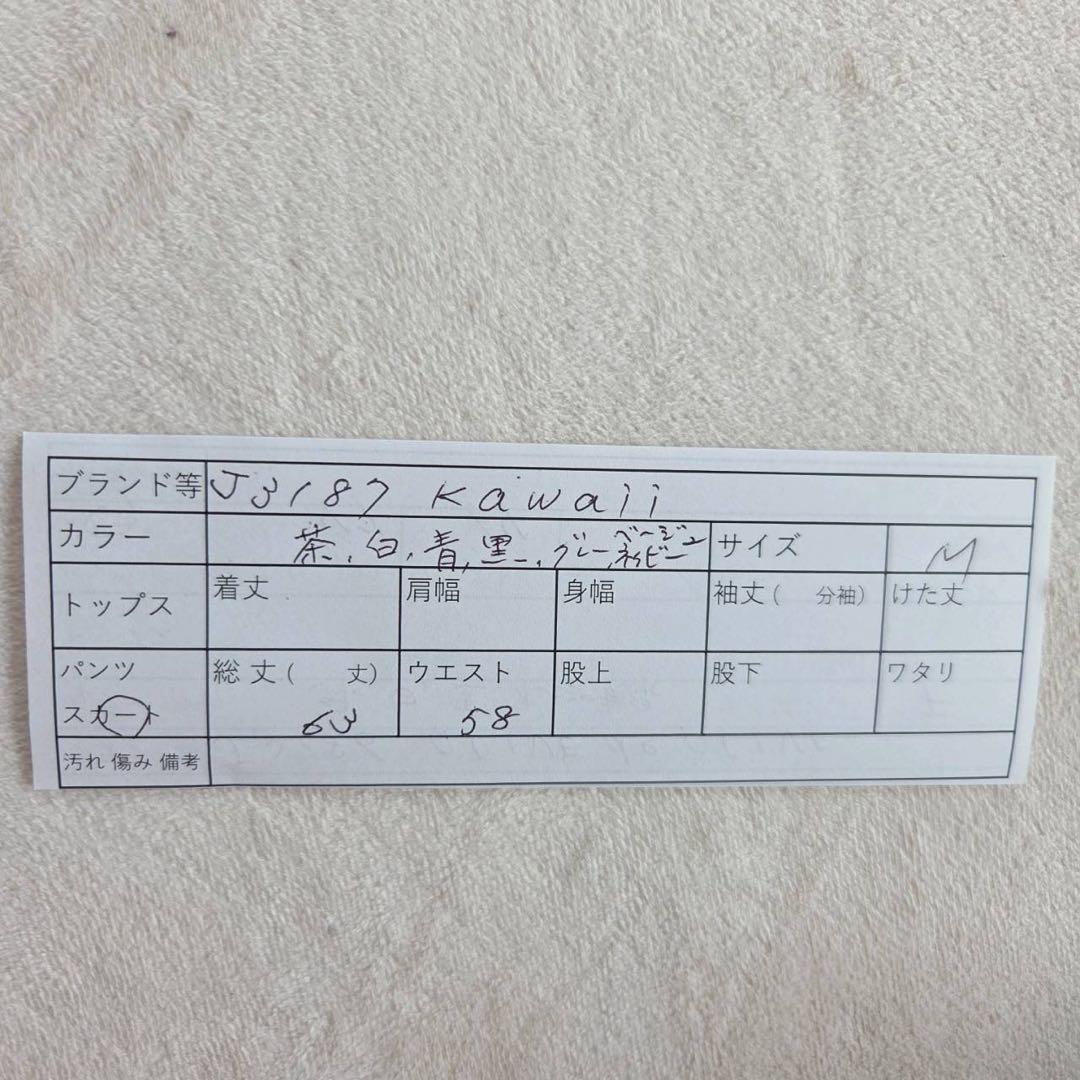 ブランド等 J3187 kawaii
カラー 茶、白、青、黒、グレー、ベージュ、ネイビー サイズ M
トップス 着丈 肩幅 身幅 袖丈( 分袖) けた丈
パンツ 総丈( 丈) ウエスト 股上 股下 ワタリ
スカート 63 58
汚れ 傷み 備考